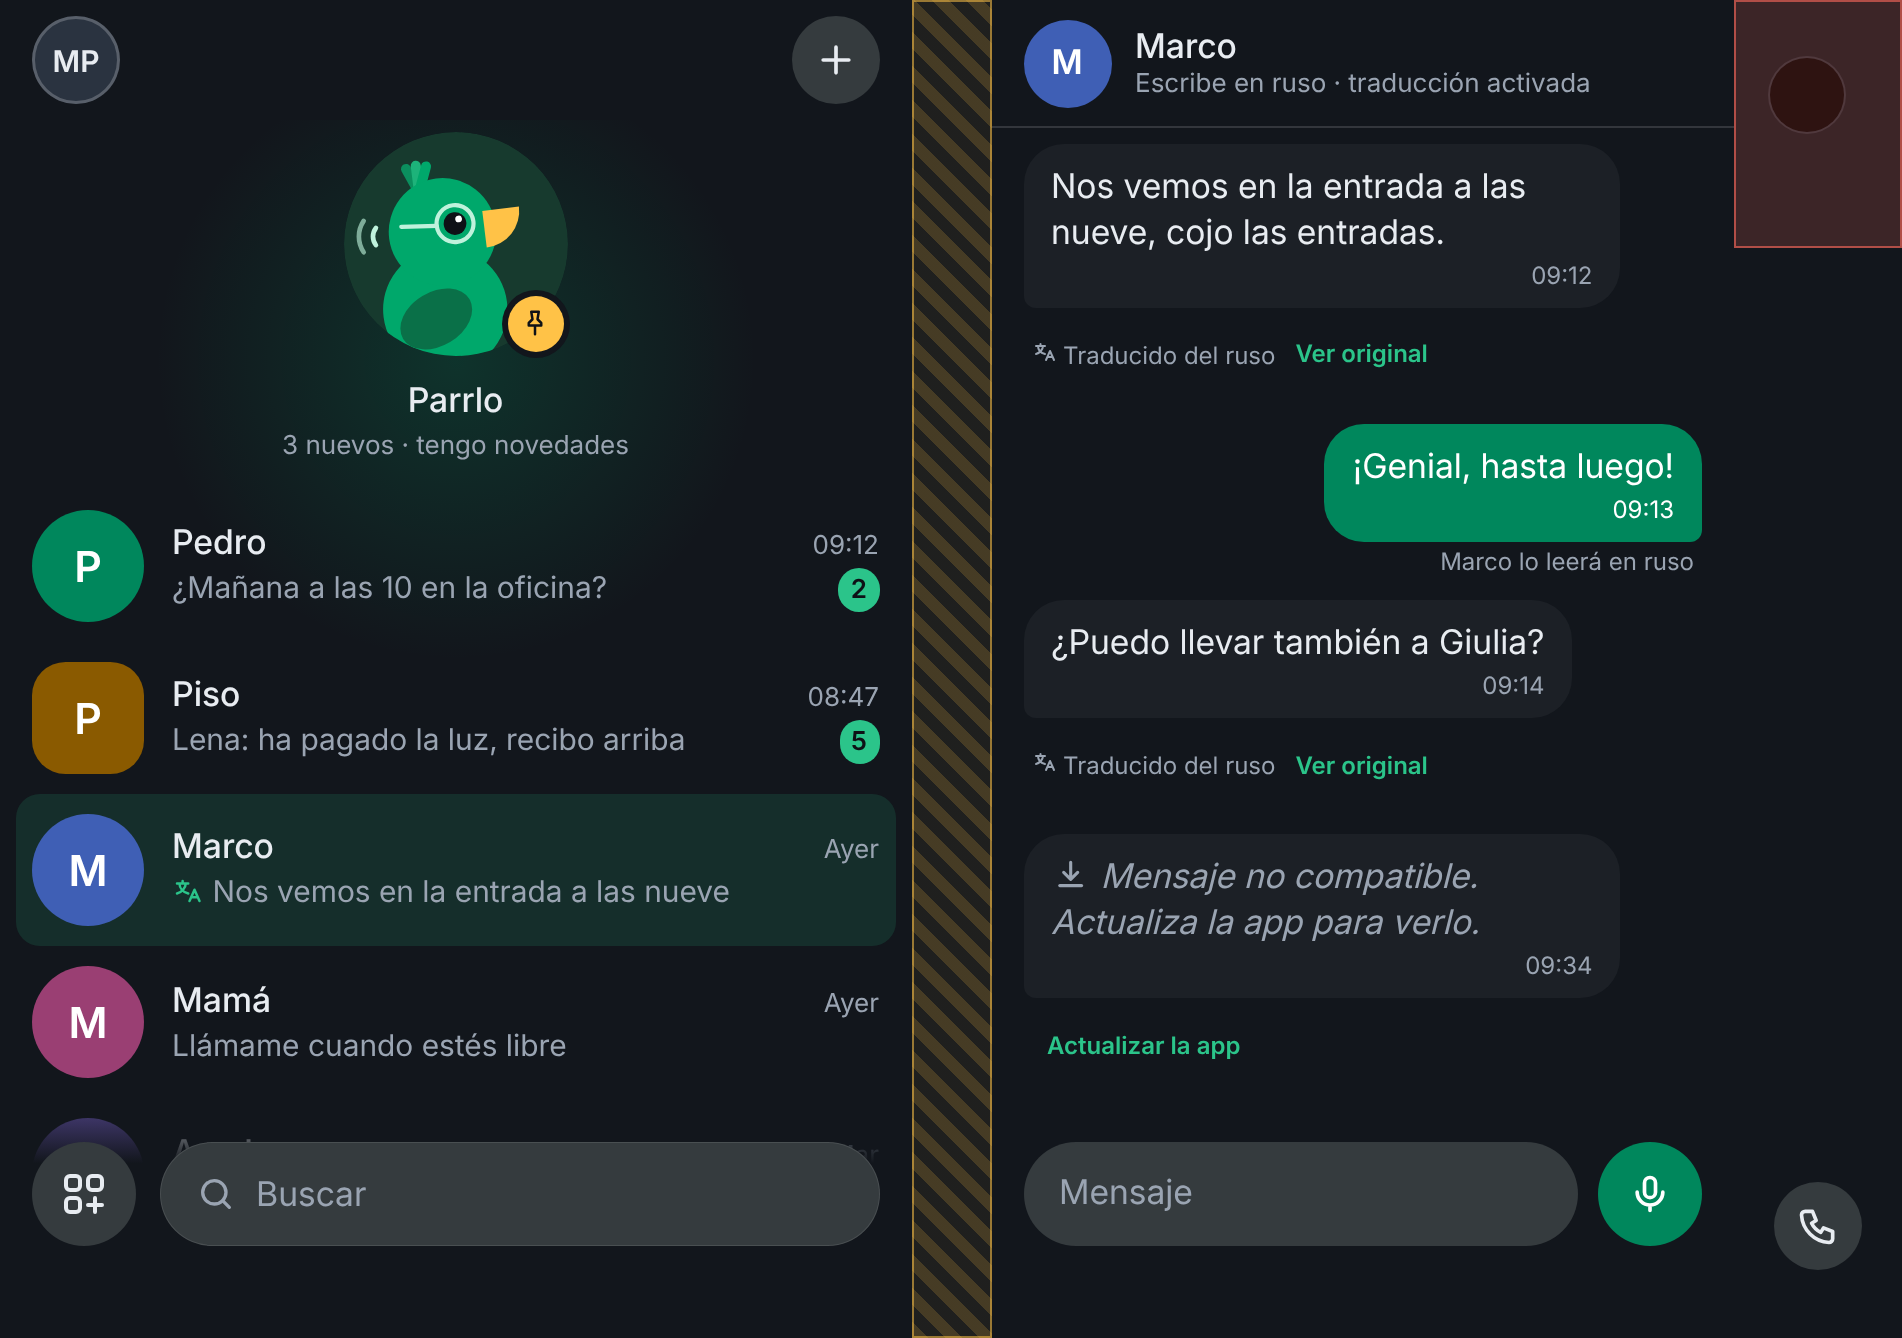 MP
Parrlo
3 nuevos · tengo novedades
P
Pedro
09:12
¿Mañana a las 10 en la oficina?
2
P
Piso
08:47
Lena: ha pagado la luz, recibo arriba
5
M
Marco
Ayer
Nos vemos en la entrada a las nueve
M
Mamá
Ayer
Llámame cuando estés libre
Buscar
M
Marco
Escribe en ruso · traducción activada
Nos vemos en la entrada a las
nueve, cojo las entradas.
09:12
Traducido del ruso Ver original
¡Genial, hasta luego!
09:13
Marco lo leerá en ruso
¿Puedo llevar también a Giulia?
09:14
Traducido del ruso Ver original
Mensaje no compatible.
Actualiza la app para verlo.
09:34
Actualizar la app
Mensaje